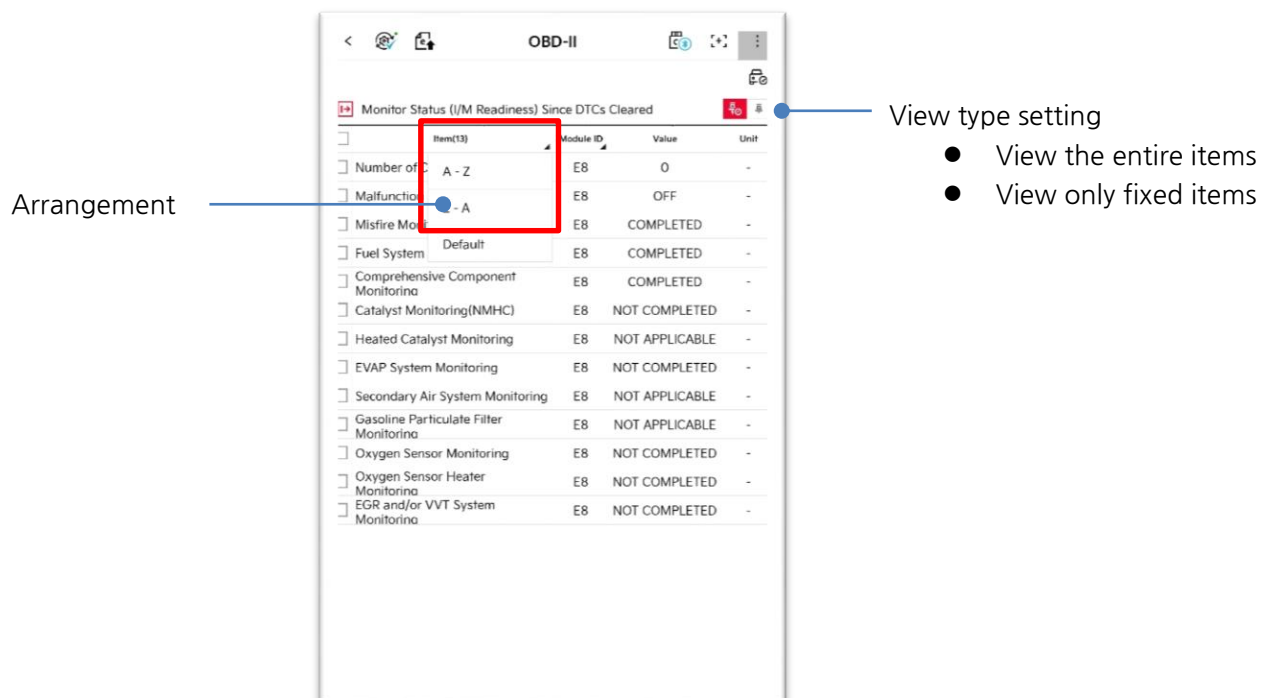 OBD-II
Monitor Status (I/M Readiness) Since DTCs Cleared
View type setting
Item(13) Module ID Value Unit
● View the entire items
Number of E8 0 -
A - Z
● View only fixed items
Malfunction E8 OFF -
Arrangement
- A
Misfire E8 COMPLETED -
Default
Fuel System E8 COMPLETED -
Comprehensive Component
Monitoring E8 COMPLETED -
Catalyst Monitoring(NMHC) E8 NOT COMPLETED -
Heated Catalyst Monitoring E8 NOT APPLICABLE -
EVAP System Monitoring E8 NOT COMPLETED -
Secondary Air System Monitoring E8 NOT APPLICABLE -
Gasoline Particulate Filter
Monitoring E8 NOT APPLICABLE -
Oxygen Sensor Monitoring E8 NOT COMPLETED -
Oxygen Sensor Heater
Monitoring E8 NOT COMPLETED -
EGR and/or VVT System
Monitoring E8 NOT COMPLETED -